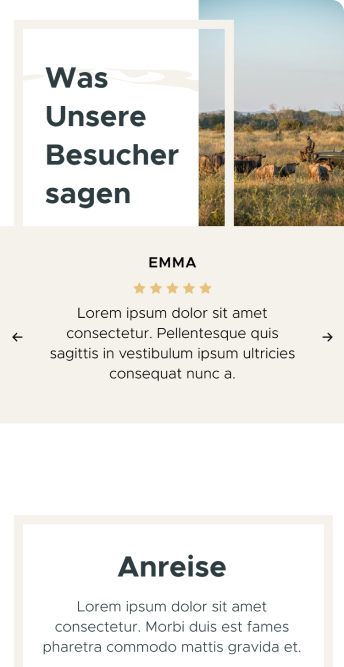 Was
Unsere
Besucher
sagen
EMMA
Lorem ipsum dolor sit amet
consectetur. Pellentesque quis
sagittis in vestibulum ipsum ultricies
consequat nunc a.
Anreise
Lorem ipsum dolor sit amet
consectetur. Morbi duis est fames
pharetra commodo mattis gravida et.